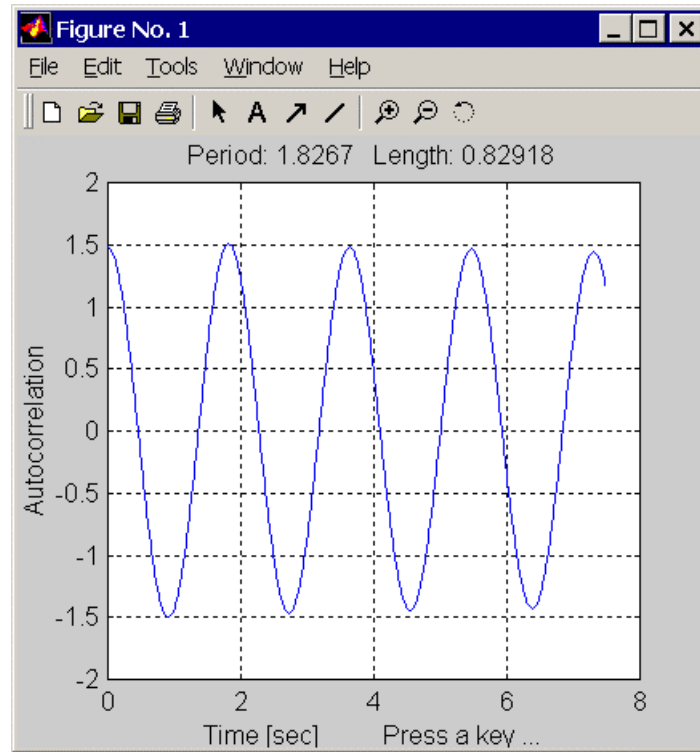 Figure No. 1
File Edit Tools Window Help
A
Period: 1.8267 Length: 0.82918
2
1.5
1
0.5
0
-0.5
-1
-1.5
-2
Autocorrelation
0 2 4 6 8
Time [sec] Press a key ...